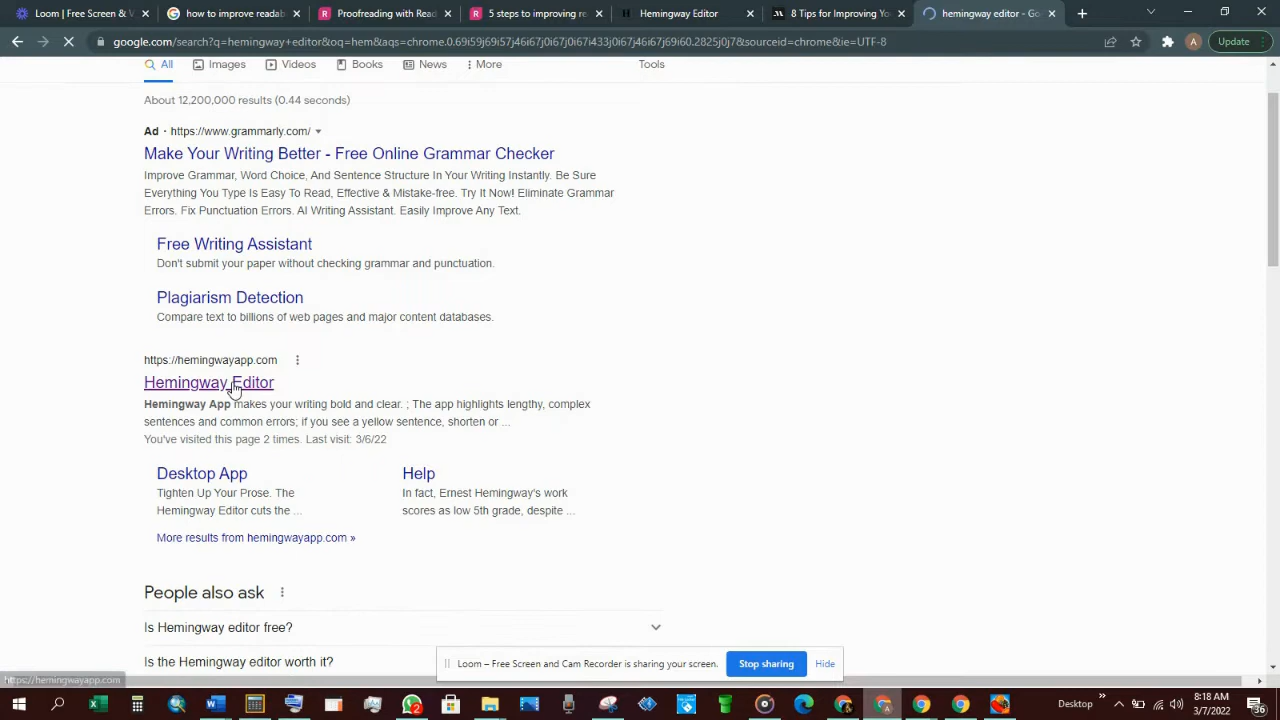 Loom | Free Screen & V
how to improve readab
Proofreading with Read
5 steps to improving re
Hemingway Editor
8 Tips for Improving Yo
hemingway editor - Go
google.com/search?q=hemingway+editor&oq=hem&aqs=chrome.0.69i59j69i57j46i67j0i67j0i67j0i67i433j0i67j46i67j69i60.2825j0j7&sourceid=chrome&ie=UTF-8
A
Update
All
Images
Videos
Books
News
More
Tools
About 12,200,000 results (0.44 seconds)
Ad · https://www.grammarly.com/
Make Your Writing Better - Free Online Grammar Checker
Improve Grammar, Word Choice, And Sentence Structure In Your Writing Instantly. Be Sure
Everything You Type Is Easy To Read, Effective & Mistake-free. Try It Now! Eliminate Grammar
Errors. Fix Punctuation Errors. AI Writing Assistant. Easily Improve Any Text.
Free Writing Assistant
Don't submit your paper without checking grammar and punctuation.
Plagiarism Detection
Compare text to billions of web pages and major content databases.
https://hemingwayapp.com
Hemingway Editor
Hemingway App makes your writing bold and clear. ; The app highlights lengthy, complex
sentences and common errors; if you see a yellow sentence, shorten or ...
You've visited this page 2 times. Last visit: 3/6/22
Desktop App
Tighten Up Your Prose. The
Hemingway Editor cuts the ...
Help
In fact, Ernest Hemingway's work
scores as low 5th grade, despite ...
More results from hemingwayapp.com »
People also ask
Is Hemingway editor free?
Is the Hemingway editor worth it?
Loom – Free Screen and Cam Recorder is sharing your screen.
Stop sharing
Hide
https://hemingwayapp.com
2
Desktop
8:18 AM
3/7/2022
36